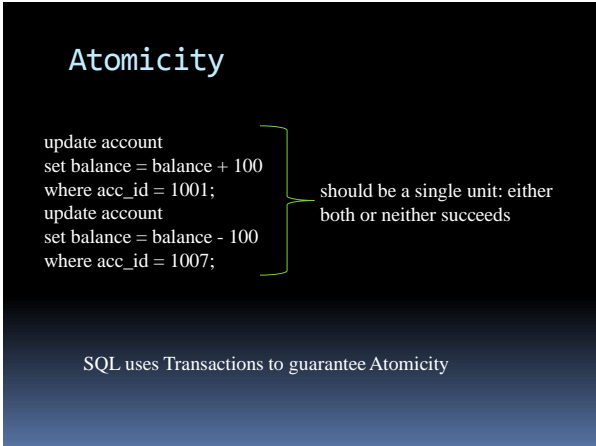 Atomicity
update account
set balance = balance + 100
where acc_id = 1001;
update account
set balance = balance - 100
where acc_id = 1007;
should be a single unit: either
both or neither succeeds
SQL uses Transactions to guarantee Atomicity